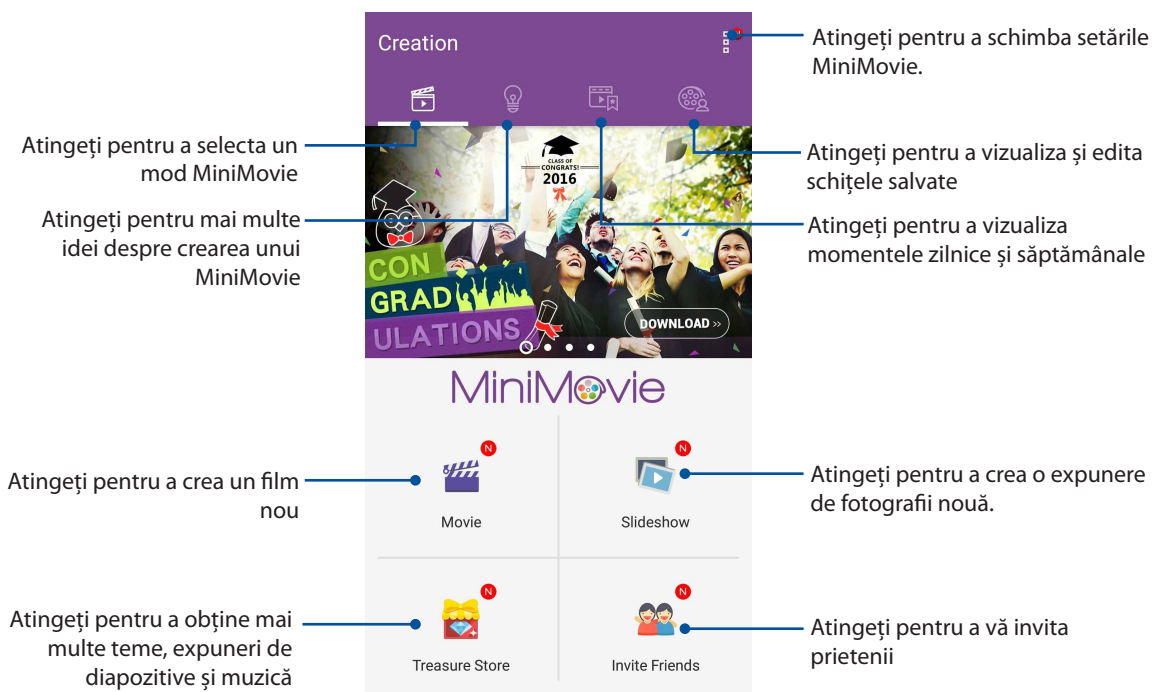 Creation
Atingeți pentru a schimba setările
MiniMovie.
Atingeți pentru a selecta un
mod MiniMovie
Atingeți pentru mai multe
idei despre crearea unui
MiniMovie
CLASS OF
CONGRATS!
2016
CON
GRAD
ULATIONS
DOWNLOAD »
Atingeți pentru a vizualiza și edita
schițele salvate
Atingeți pentru a vizualiza
momentele zilnice și săptămânale
MiniMovie
Atingeți pentru a crea un film
nou
N
Movie
N
Slideshow
Atingeți pentru a crea o expunere
de fotografii nouă.
Atingeți pentru a obține mai
multe teme, expuneri de
diapozitive și muzică
N
Treasure Store
N
Invite Friends
Atingeți pentru a vă invita
prietenii